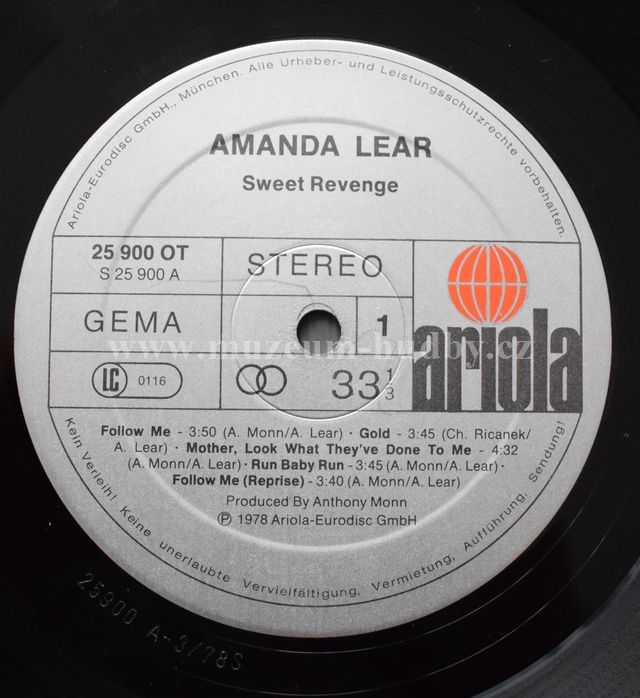 Ariola-Eurodisc GmbH., München. Alle Urheber- und Leistungsschutzrechte vorbehalten.
AMANDA LEAR
Sweet Revenge
25 900 OT
S 25 900 A
STEREO
GEMA
1
ariola
www.muzeum-hudby.cz
LC 0116
33 1/3
Follow Me - 3:50 (A. Monn/A. Lear) · Gold - 3:45 (Ch. Ricanek/
A. Lear) · Mother, Look What They've Done To Me - 4:32
(A. Monn/A. Lear) · Run Baby Run - 3:45 (A. Monn/A. Lear) ·
Follow Me (Reprise) - 3:40 (A. Monn/A. Lear)
Produced By Anthony Monn
℗ 1978 Ariola-Eurodisc GmbH
Kein Verleih! Keine unerlaubte Vervielfältigung, Vermietung, Aufführung, Sendung!
25900 A-3/78S